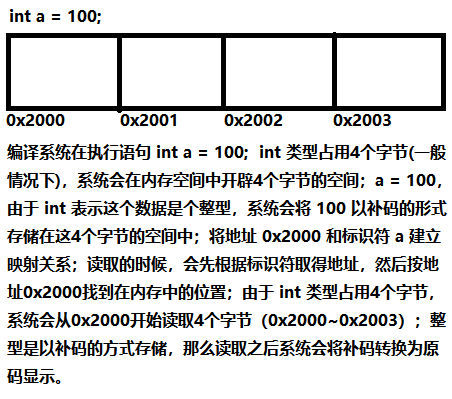 int a = 100;
0x2000 0x2001 0x2002 0x2003
编译系统在执行语句 int a = 100；int 类型占用4个字节(一般
情况下)，系统会在内存空间中开辟4个字节的空间；a = 100，
由于 int 表示这个数据是个整型，系统会将 100 以补码的形式
存储在这4个字节的空间中；将地址 0x2000 和标识符 a 建立
映射关系；读取的时候，会先根据标识符取得地址，然后按地
址0x2000找到在内存中的位置；由于 int 类型占用4个字节，
系统会从0x2000开始读取4个字节（0x2000~0x2003）；整
型是以补码的方式存储，那么读取之后系统会将补码转换为原
码显示。